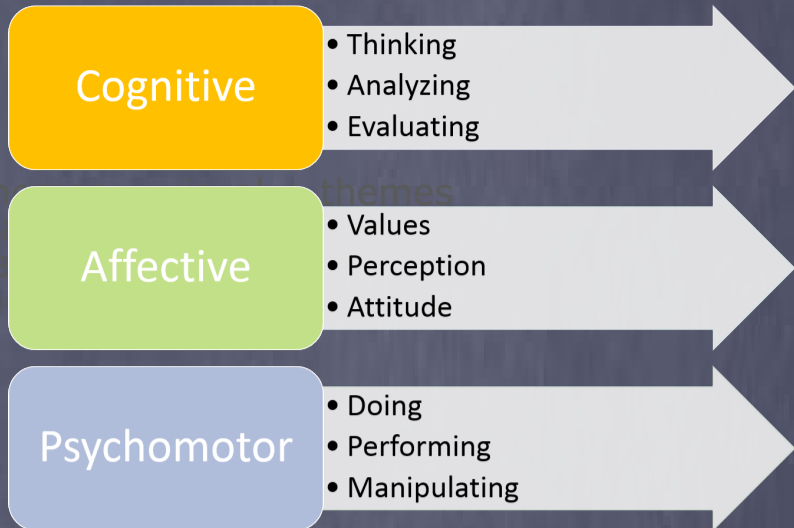 Cognitive
• Thinking
• Analyzing
• Evaluating
themes
Affective
• Values
• Perception
• Attitude
Psychomotor
• Doing
• Performing
• Manipulating